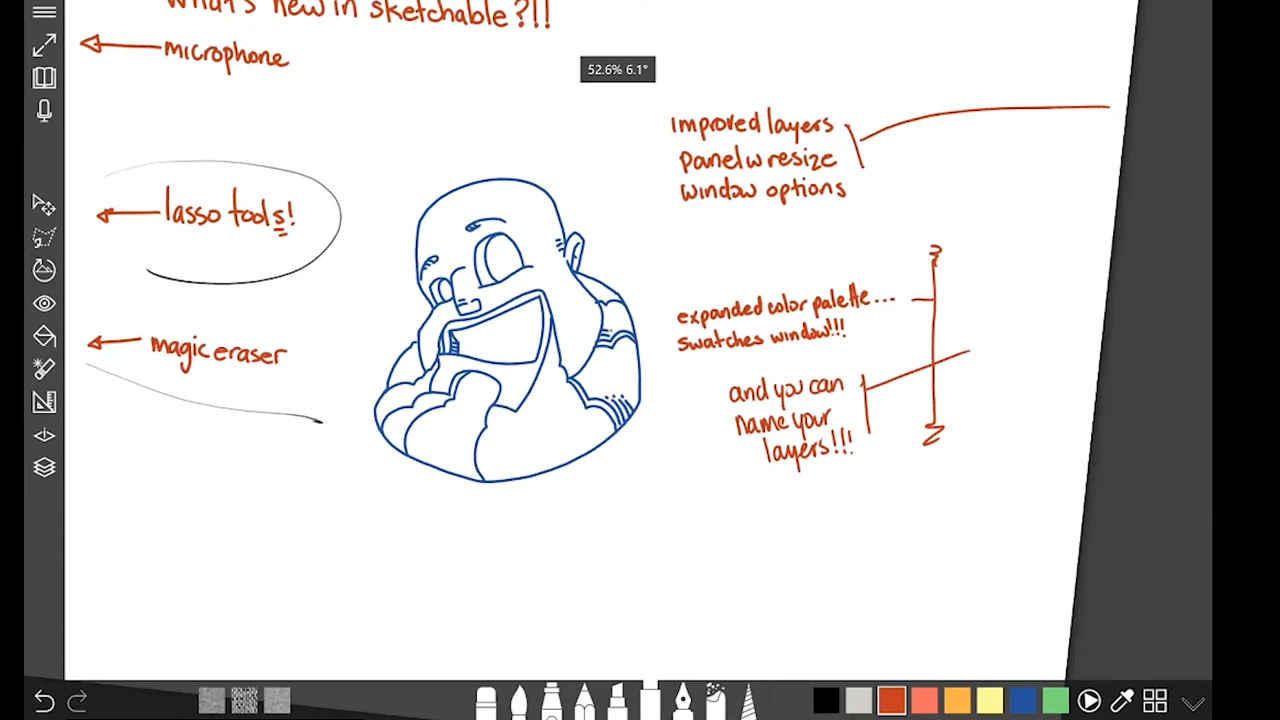 what's new in sketchable?!!
microphone
52.6% 6.1°
improved layers
panel w resize
window options
lasso tools!
expanded color palette...
swatches window!!!
magic eraser
and you can
name your
layers!!!